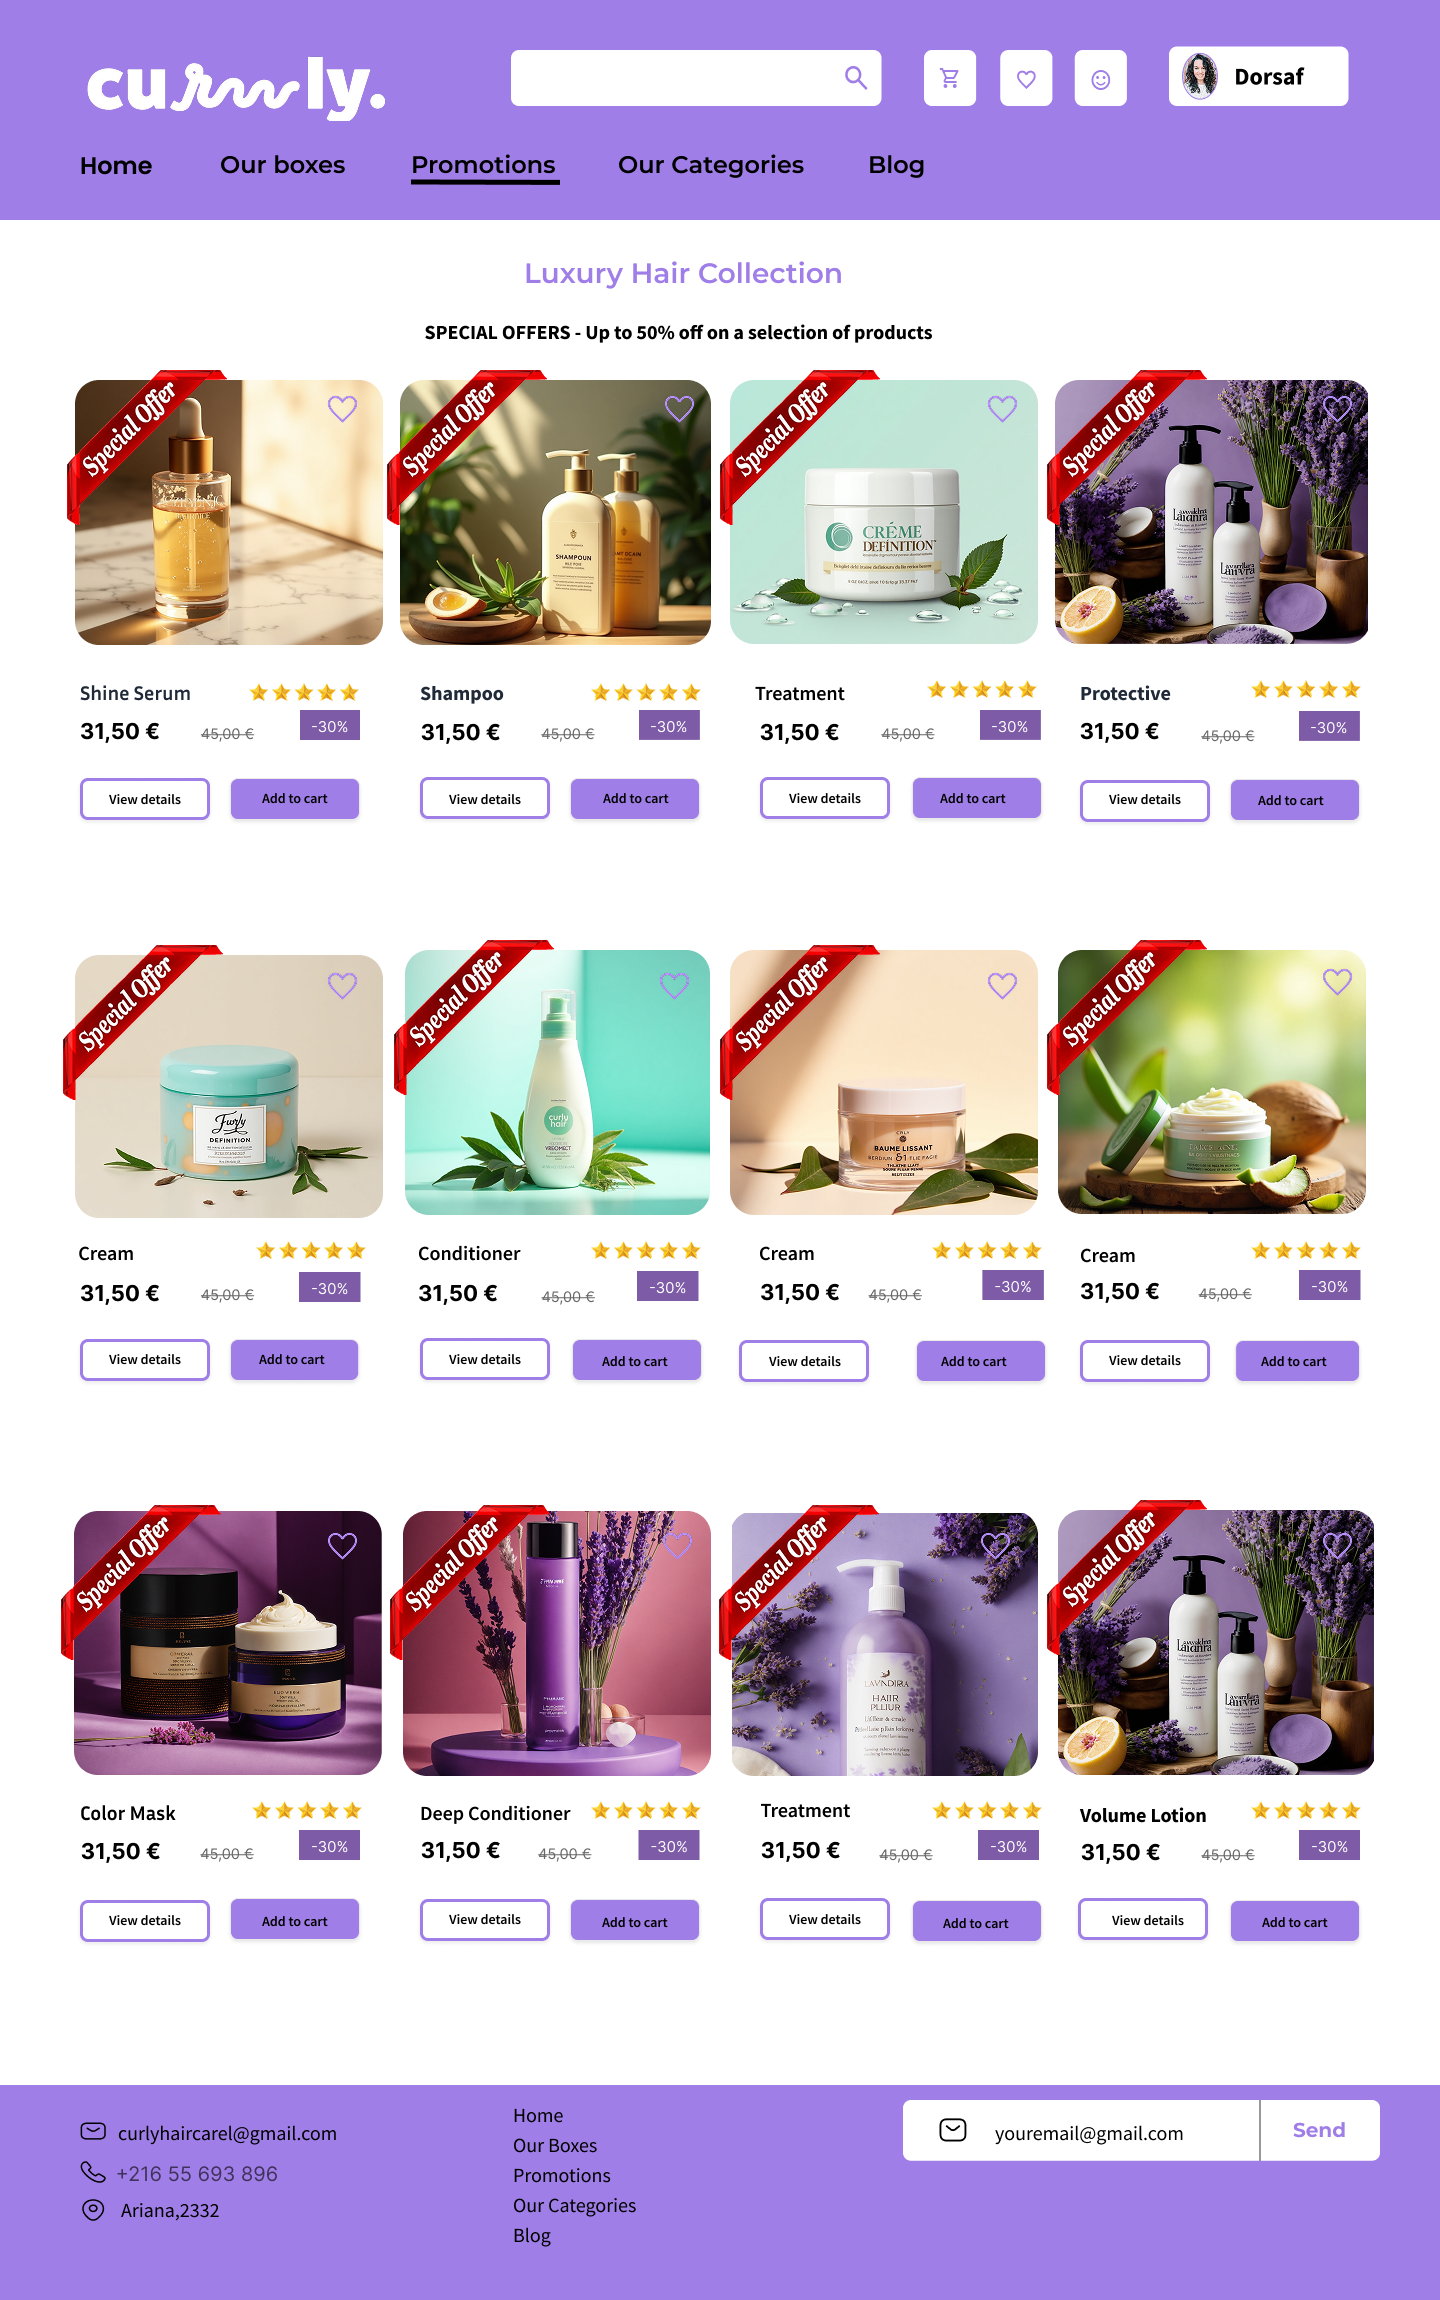 curly.
Dorsaf
Home Our boxes Promotions Our Categories Blog
Luxury Hair Collection
SPECIAL OFFERS - Up to 50% off on a selection of products
Special Offer Special Offer Special Offer Special Offer
SHAMPOUN
CRÉME
DEFINITION
Shine Serum Shampoo Treatment Protective
31,50 € 45,00 € -30% 31,50 € 45,00 € -30% 31,50 € 45,00 € -30% 31,50 € 45,00 € -30%
View details Add to cart View details Add to cart View details Add to cart View details Add to cart
Special Offer Special Offer Special Offer Special Offer
Furly
DEFINITION
curly
hair
BAUME LISSANT
Cream Conditioner Cream Cream
31,50 € 45,00 € -30% 31,50 € 45,00 € -30% 31,50 € 45,00 € -30% 31,50 € 45,00 € -30%
View details Add to cart View details Add to cart View details Add to cart View details Add to cart
Special Offer Special Offer Special Offer Special Offer
LAVNDIRA
HAIIR
PLIUR
Color Mask Deep Conditioner Treatment Volume Lotion
31,50 € 45,00 € -30% 31,50 € 45,00 € -30% 31,50 € 45,00 € -30% 31,50 € 45,00 € -30%
View details Add to cart View details Add to cart View details Add to cart View details Add to cart
curlyhaircarel@gmail.com
+216 55 693 896
Ariana,2332
Home
Our Boxes
Promotions
Our Categories
Blog
youremail@gmail.com Send